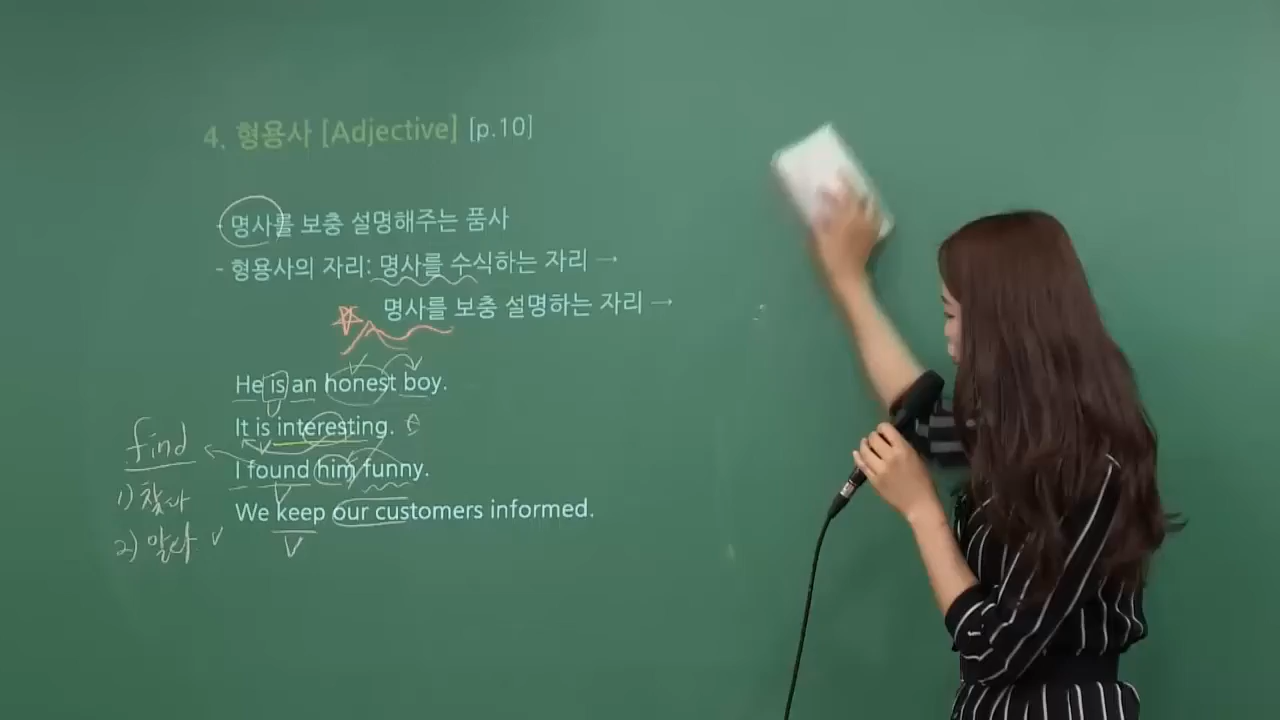 4. 형용사 [Adjective] [p.10]
- 명사를 보충 설명해주는 품사
- 형용사의 자리: 명사를 수식하는 자리 →
명사를 보충 설명하는 자리 →
He is an honest boy.
It is interesting.
find
I found him funny.
1) 찾다
We keep our customers informed.
2) 알다 v
V